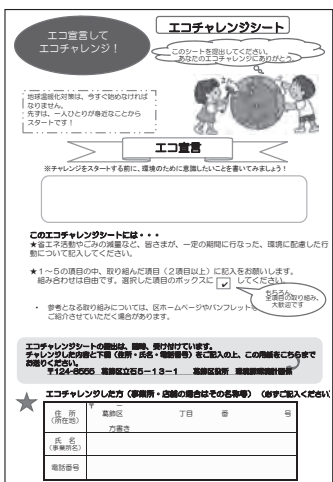 エコ宣言して
エコチャレンジ！
エコチャレンジシート
このシートを提出してください。
あなたのエコチャレンジにありがとう。
地球温暖化対策は、今すぐ始めなければ
なりません。
先ずは、一人ひとりが身近なことから
スタートです！
エコ宣言
※チャレンジをスタートする前に、環境のために意識したいことを書いてみましょう！
このエコチャレンジシートには・・・
★省エネ活動やごみの減量など、皆さまが、一定の期間に行なった、環境に配慮した行
動について記入してください。
★1～5の項目の中、取り組んだ項目（2項目以上）に記入をお願いします。
組み合わせは自由です。選択した項目のボックスに ✔ してください。
もちろん、
全項目の取り組み、
大歓迎です
・ 参考となる取り組みについては、区ホームページやパンフレット
ご紹介させていただく場合があります。
エコチャレンジシートの提出は、随時、受け付けています。
チャレンジした内容と下欄（住所・氏名・電話番号）をご記入の上、この用紙をこちらまで
お送りください。
〒124-8555 葛飾区立石5－13－1 葛飾区役所 環境課環境計画係
★ エコチャレンジした方（事業所・店舗の場合はその名称等）（必ずご記入ください）
住 所
（所在地）
〒 －
葛飾区 丁目 番 号
方書き
氏 名
（事業所名）
電話番号